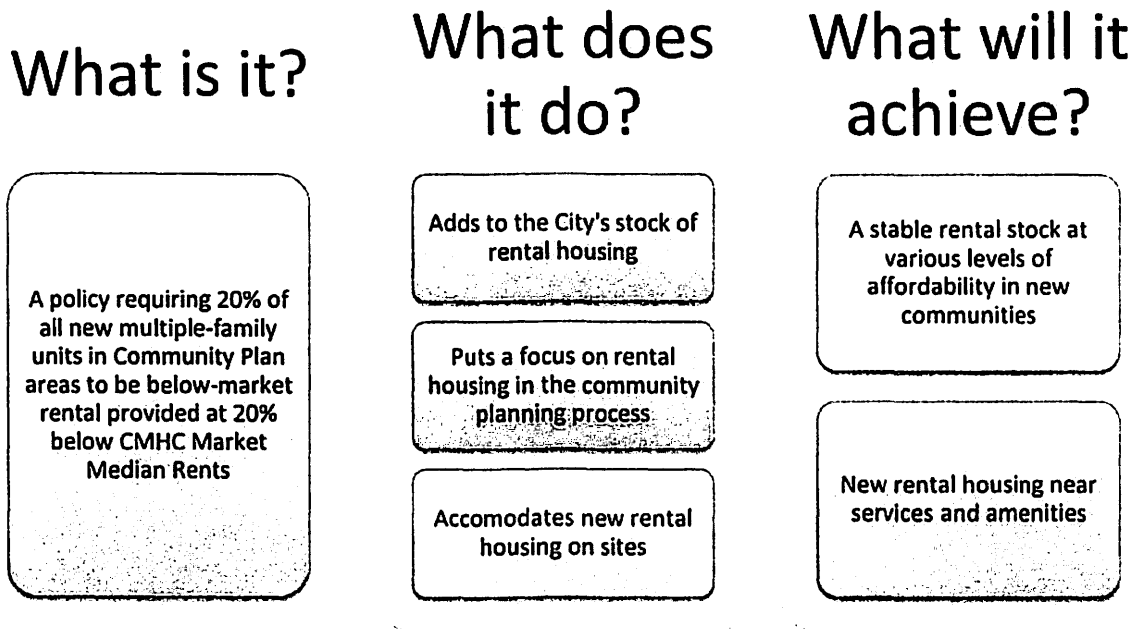 What is it?
A policy requiring 20% of
all new multiple-family
units in Community Plan
areas to be below-market
rental provided at 20%
below CMHC Market
Median Rents
What does
it do?
Adds to the City's stock of
rental housing
Puts a focus on rental
housing in the community
planning process
Accomodates new rental
housing on sites
What will it
achieve?
A stable rental stock at
various levels of
affordability in new
communities
New rental housing near
services and amenities